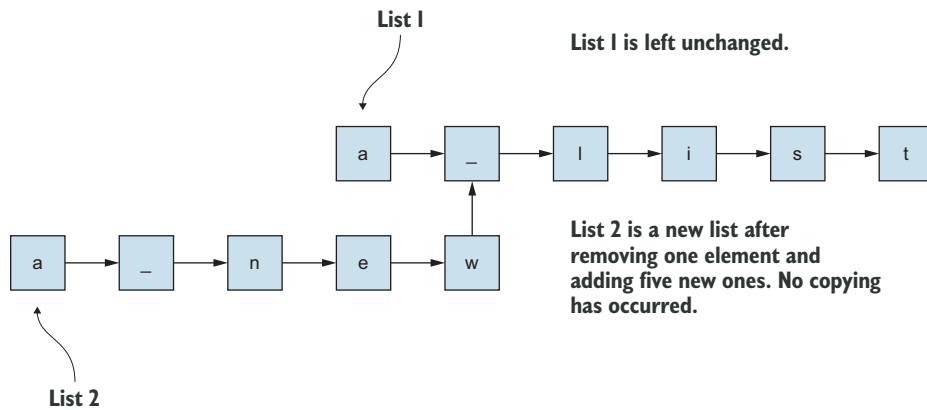 List 1
List 1 is left unchanged.
a _ l i s t
a _ n e w
List 2 is a new list after
removing one element and
adding five new ones. No copying
has occurred.
List 2